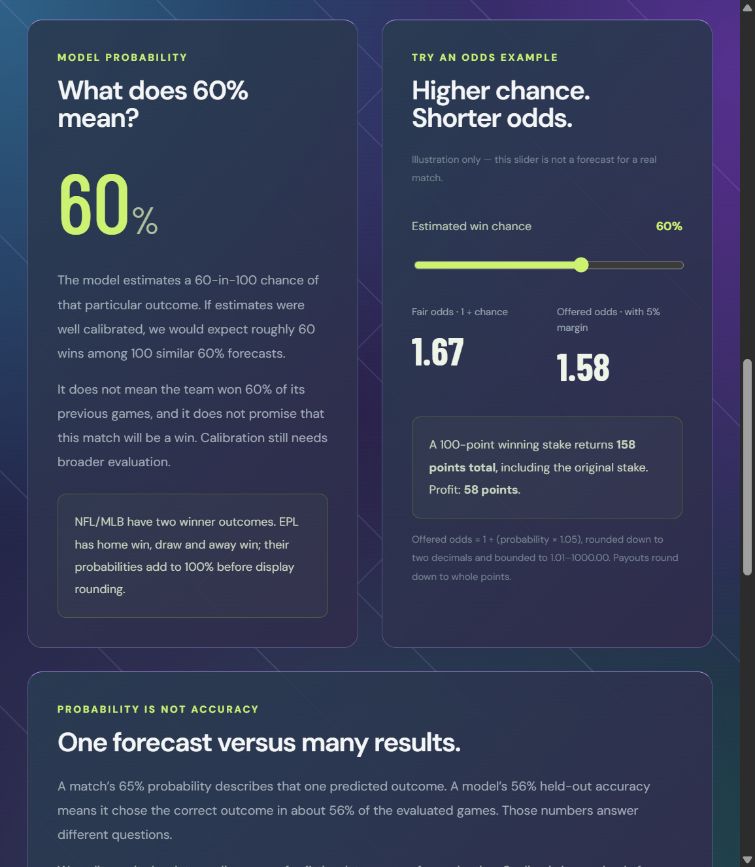 MODEL PROBABILITY
What does 60%
mean?
60%
The model estimates a 60-in-100 chance of
that particular outcome. If estimates were
well calibrated, we would expect roughly 60
wins among 100 similar 60% forecasts.
It does not mean the team won 60% of its
previous games, and it does not promise that
this match will be a win. Calibration still needs
broader evaluation.
NFL/MLB have two winner outcomes. EPL
has home win, draw and away win; their
probabilities add to 100% before display
rounding.
TRY AN ODDS EXAMPLE
Higher chance.
Shorter odds.
Illustration only — this slider is not a forecast for a real
match.
Estimated win chance 60%
Fair odds · 1 ÷ chance
1.67
Offered odds · with 5%
margin
1.58
A 100-point winning stake returns 158
points total, including the original stake.
Profit: 58 points.
Offered odds = 1 ÷ (probability × 1.05), rounded down to
two decimals and bounded to 1.01–1000.00. Payouts round
down to whole points.
PROBABILITY IS NOT ACCURACY
One forecast versus many results.
A match’s 65% probability describes that one predicted outcome. A model’s 56% held-out accuracy
means it chose the correct outcome in about 56% of the evaluated games. Those numbers answer
different questions.